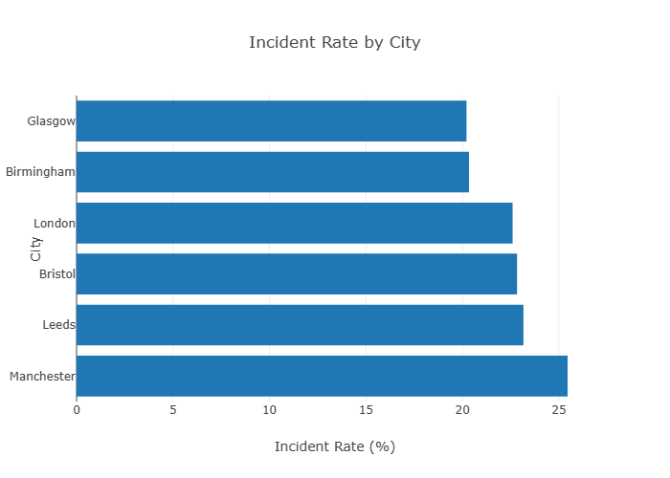 Incident Rate by City
Glasgow
Birmingham
London
Bristol
Leeds
Manchester
City
0 5 10 15 20 25
Incident Rate (%)